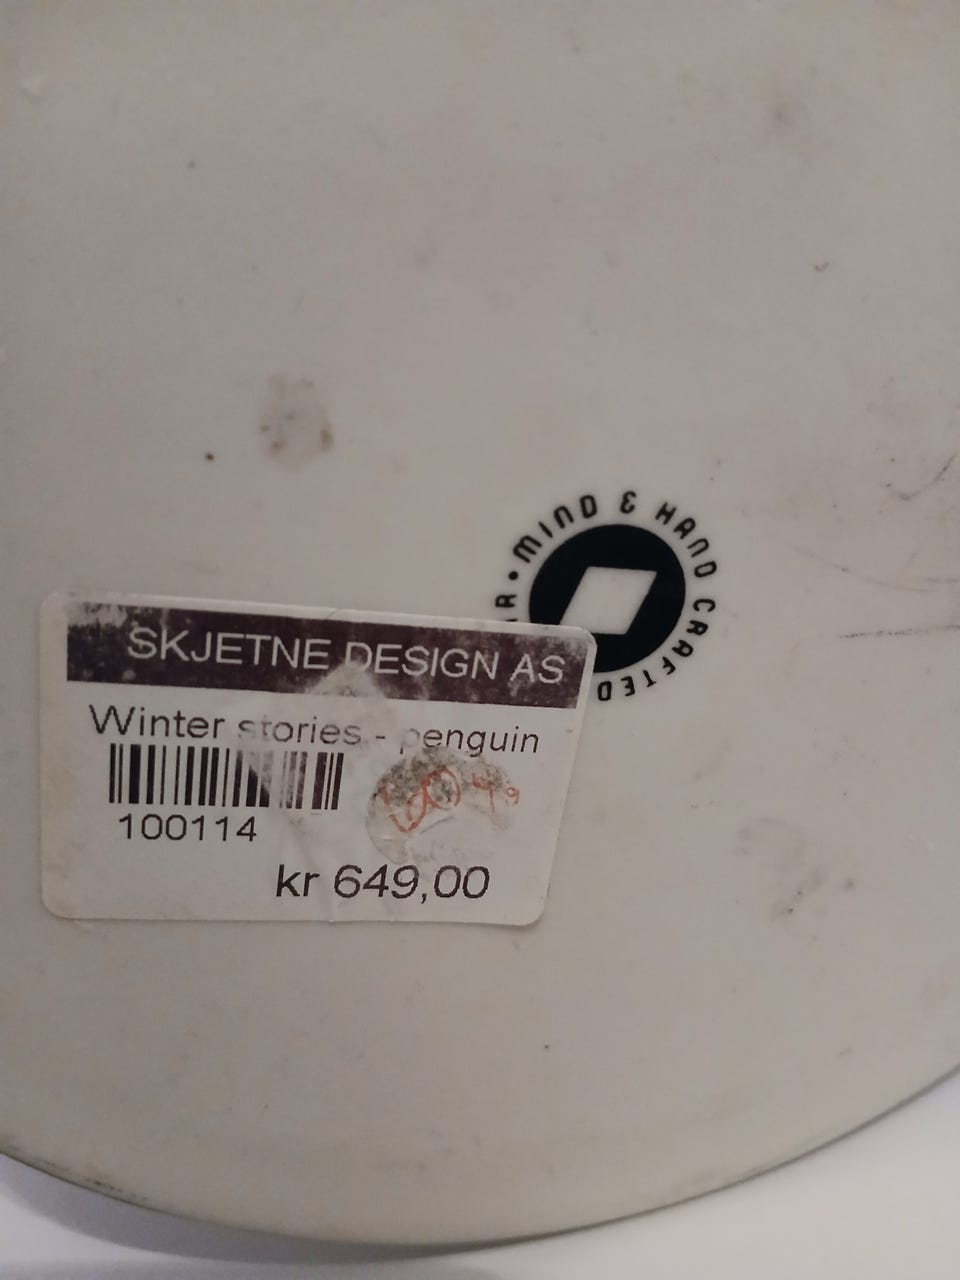 MIND & HAND CRAFTED
SKJETNE DESIGN AS
Winter stories - penguin
100114
kr 649,00